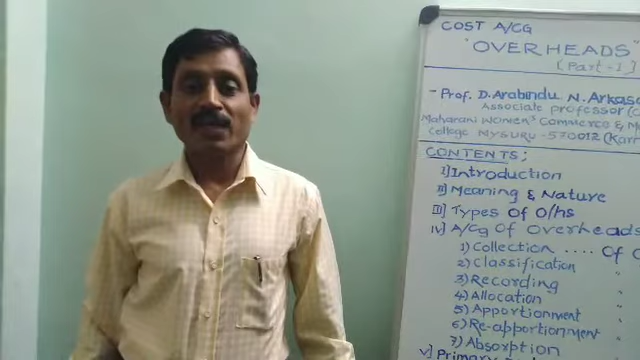 COST A/CG
"OVERHEADS"
(Part-I)
- Prof. D. Arabindu N. Arkaso
Associate professor (C
Maharani Women's Commerce & M
College Mysuru-570012 (Karn
CONTENTS:
I] Introduction
II] Meaning & Nature
III] Types of O/hs
IV] A/Cg of Overheads
1) Collection .... of O
2) Classification "
3) Recording "
4) Allocation "
5) Apportionment "
6) Re-apportionment "
7) Absorption "
V] Primary